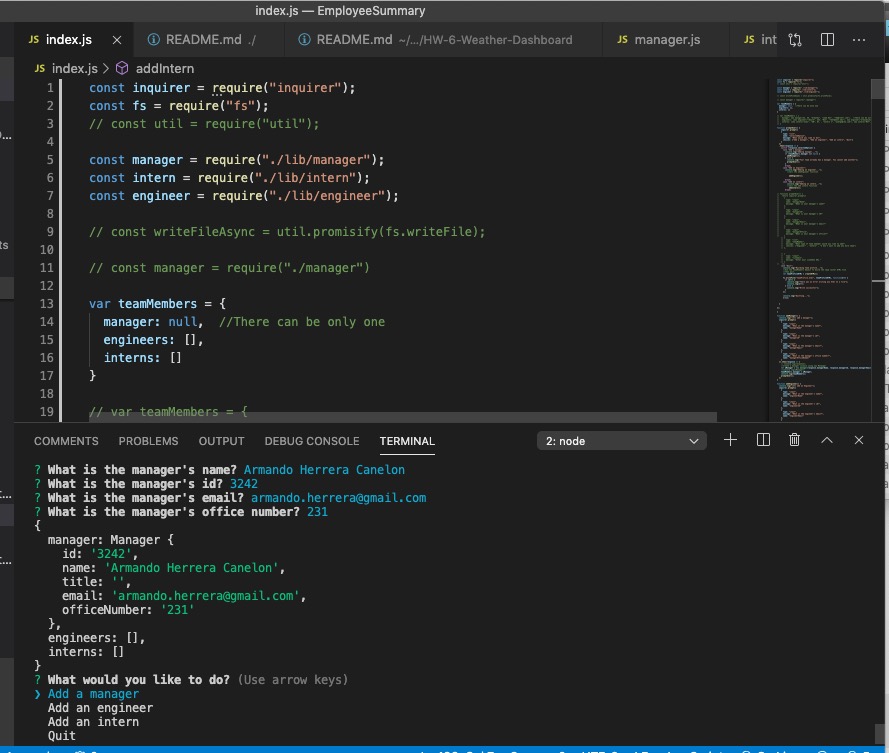 index.js — EmployeeSummary
JS index.js × README.md ./ README.md ~/.../HW-6-Weather-Dashboard JS manager.js JS int
JS index.js > addIntern
1 const inquirer = require("inquirer");
2 const fs = require("fs");
3 // const util = require("util");
4
5 const manager = require("./lib/manager");
6 const intern = require("./lib/intern");
7 const engineer = require("./lib/engineer");
8
9 // const writeFileAsync = util.promisify(fs.writeFile);
10
11 // const manager = require("./manager")
12
13 var teamMembers = {
14 manager: null, //There can be only one
15 engineers: [],
16 interns: []
17 }
18
19 // var teamMembers = {
COMMENTS PROBLEMS OUTPUT DEBUG CONSOLE TERMINAL 2: node
? What is the manager's name? Armando Herrera Canelon
? What is the manager's id? 3242
? What is the manager's email? armando.herrera@gmail.com
? What is the manager's office number? 231
{
manager: Manager {
id: '3242',
name: 'Armando Herrera Canelon',
title: '',
email: 'armando.herrera@gmail.com',
officeNumber: '231'
},
engineers: [],
interns: []
}
? What would you like to do? (Use arrow keys)
❯ Add a manager
Add an engineer
Add an intern
Quit